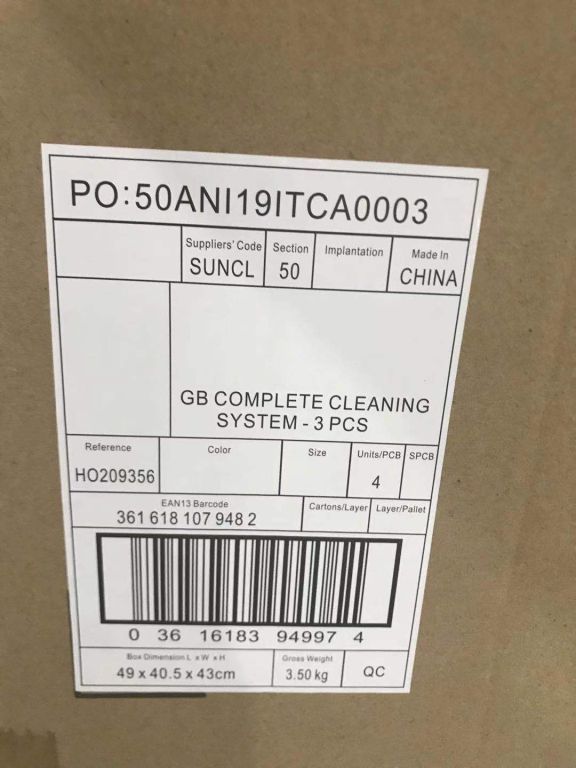 PO:50ANI19ITCA0003
Suppliers' Code Section Implantation Made In
SUNCL 50 CHINA
GB COMPLETE CLEANING
SYSTEM - 3 PCS
Reference Color Size Units/PCB SPCB
HO209356 4
EAN13 Barcode Cartons/Layer Layer/Pallet
361 618 107 948 2
0 36 16183 94997 4
Box Dimension L x W x H Gross Weight QC
49 x 40.5 x 43cm 3.50 kg